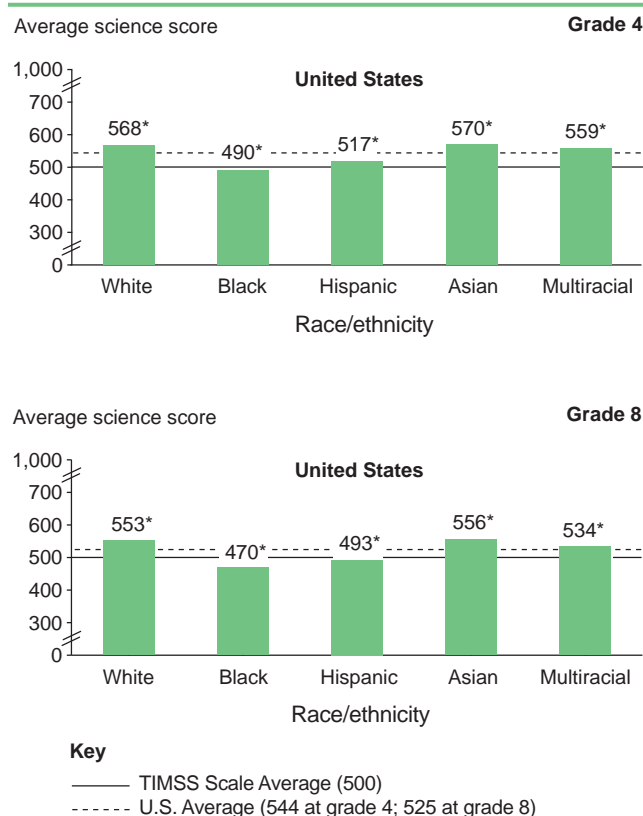 Average science score Grade 4
United States
1,000
700
600
500
400
300
0
568* 490* 517* 570* 559*
White Black Hispanic Asian Multiracial
Race/ethnicity
Average science score Grade 8
United States
1,000
700
600
500
400
300
0
553* 470* 493* 556* 534*
White Black Hispanic Asian Multiracial
Race/ethnicity
Key
TIMSS Scale Average (500)
U.S. Average (544 at grade 4; 525 at grade 8)